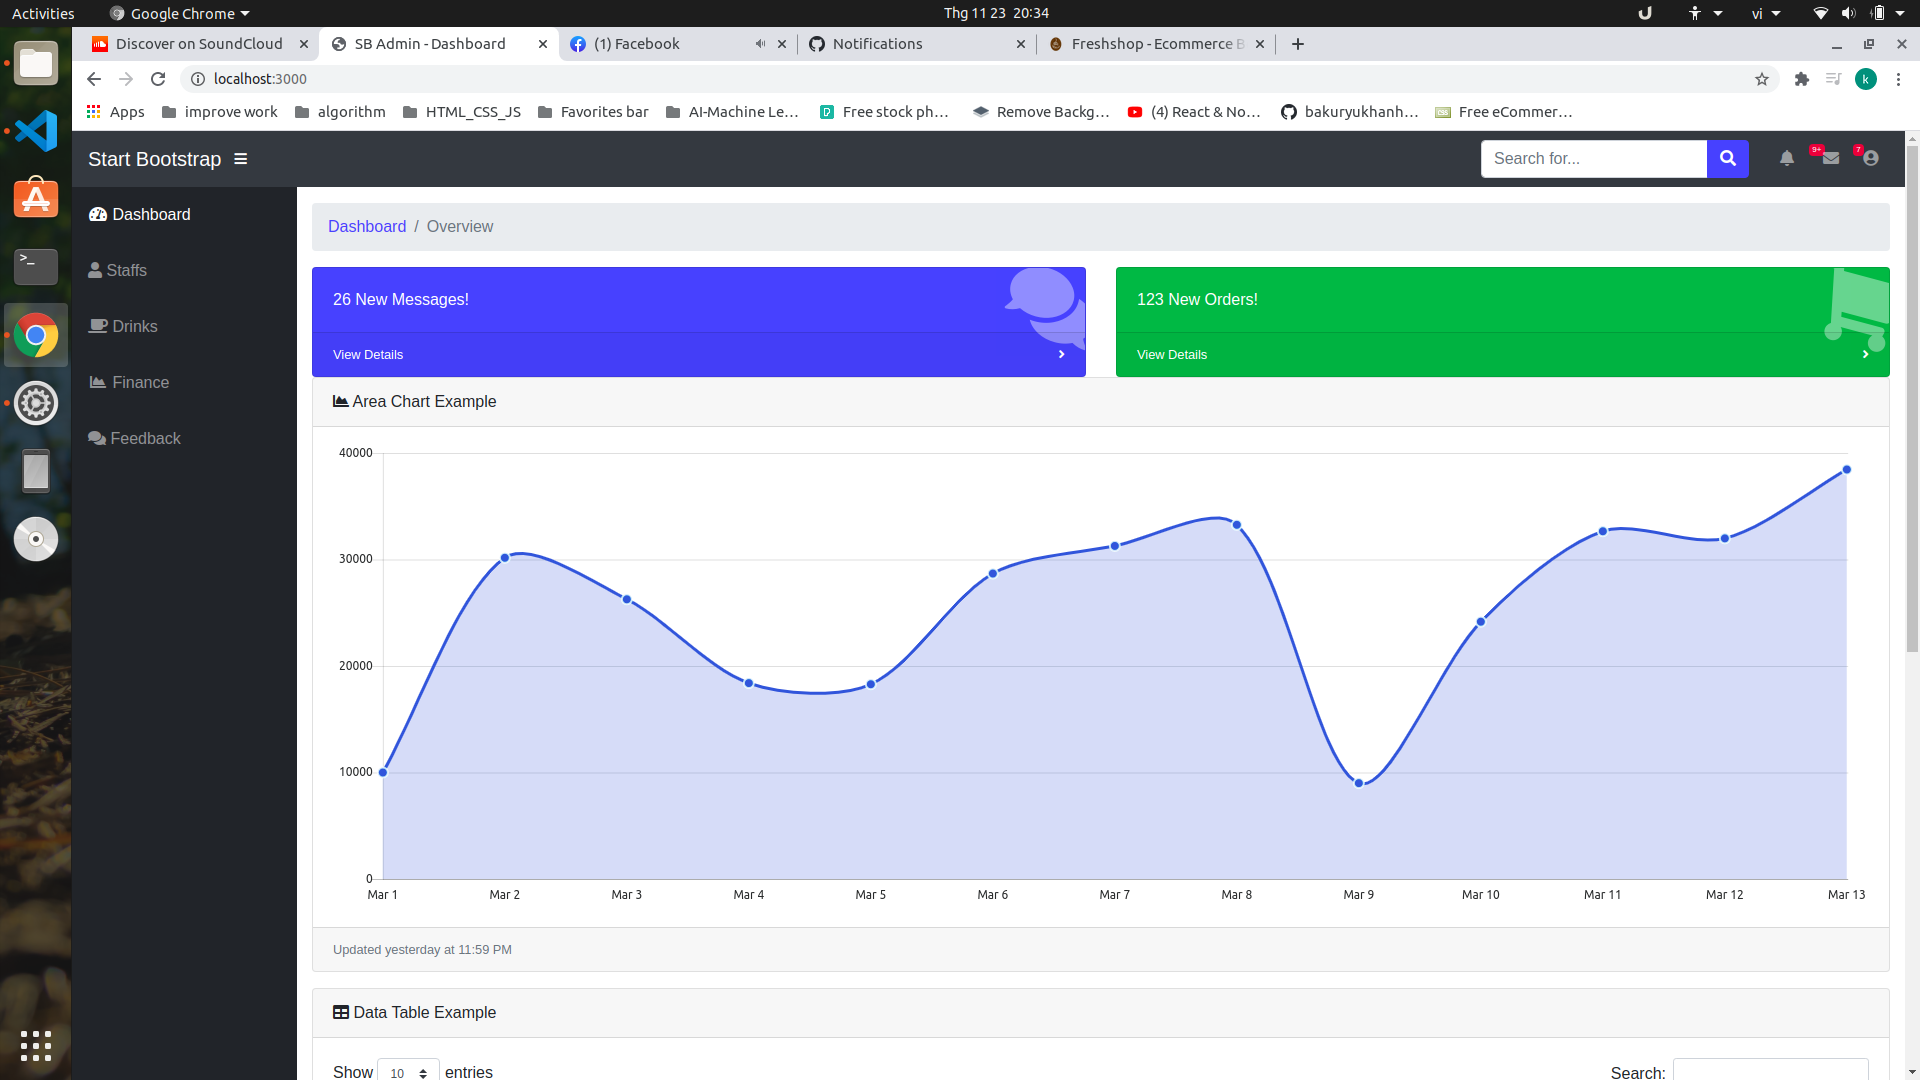 Activities
Google Chrome
Thg 11 23 20:34
vi
Discover on SoundCloud
SB Admin - Dashboard
(1) Facebook
Notifications
Freshshop - Ecommerce B
localhost:3000
k
Apps
improve work
algorithm
HTML_CSS_JS
Favorites bar
AI-Machine Le...
Free stock ph...
Remove Backg...
(4) React & No...
bakuryukhanh...
Free eCommer...
Start Bootstrap
Search for...
9+
7
Dashboard
Staffs
Drinks
Finance
Feedback
Dashboard / Overview
26 New Messages!
View Details
123 New Orders!
View Details
Area Chart Example
40000
30000
20000
10000
0
Mar 1 Mar 2 Mar 3 Mar 4 Mar 5 Mar 6 Mar 7 Mar 8 Mar 9 Mar 10 Mar 11 Mar 12 Mar 13
Updated yesterday at 11:59 PM
Data Table Example
Show 10 entries
Search: